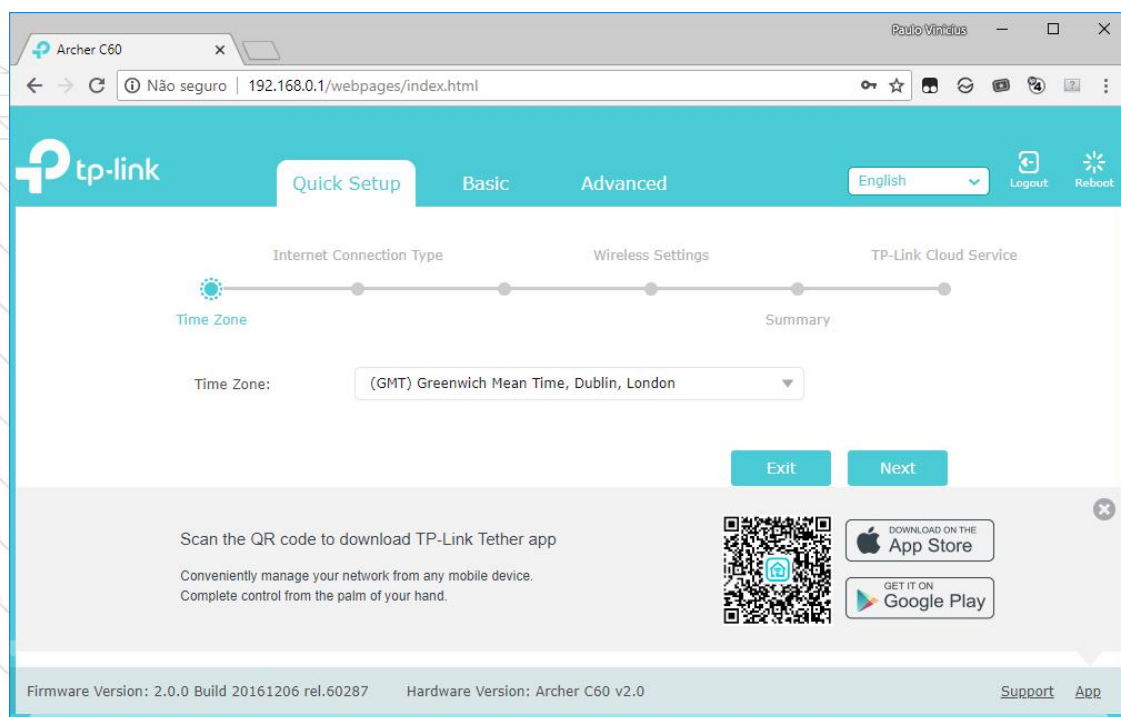 Paulo Vinicius
Archer C60
Não seguro | 192.168.0.1/webpages/index.html
tp-link
Quick Setup Basic Advanced English Logout Reboot
Internet Connection Type Wireless Settings TP-Link Cloud Service
Time Zone Summary
Time Zone: (GMT) Greenwich Mean Time, Dublin, London
Exit Next
Scan the QR code to download TP-Link Tether app
Conveniently manage your network from any mobile device.
Complete control from the palm of your hand.
DOWNLOAD ON THE
App Store
GET IT ON
Google Play
Firmware Version: 2.0.0 Build 20161206 rel.60287 Hardware Version: Archer C60 v2.0 Support App